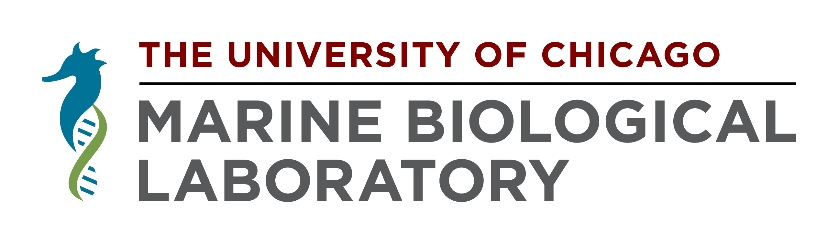 THE UNIVERSITY OF CHICAGO
MARINE BIOLOGICAL
LABORATORY